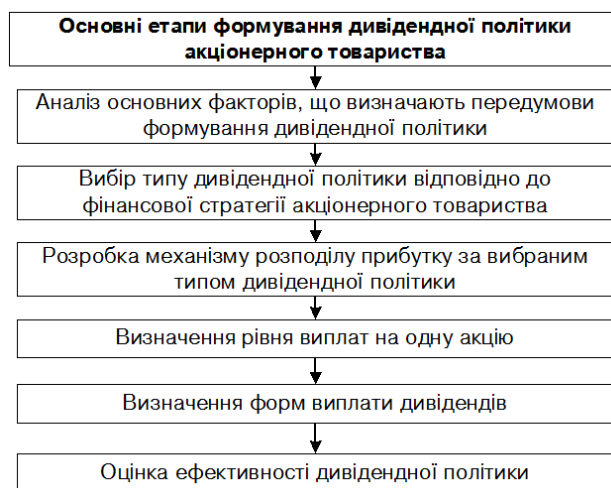 Основні етапи формування дивідендної політики
акціонерного товариства
Аналіз основних факторів, що визначають передумови
формування дивідендної політики
Вибір типу дивідендної політики відповідно до
фінансової стратегії акціонерного товариства
Розробка механізму розподілу прибутку за вибраним
типом дивідендної політики
Визначення рівня виплат на одну акцію
Визначення форм виплати дивідендів
Оцінка ефективності дивідендної політики